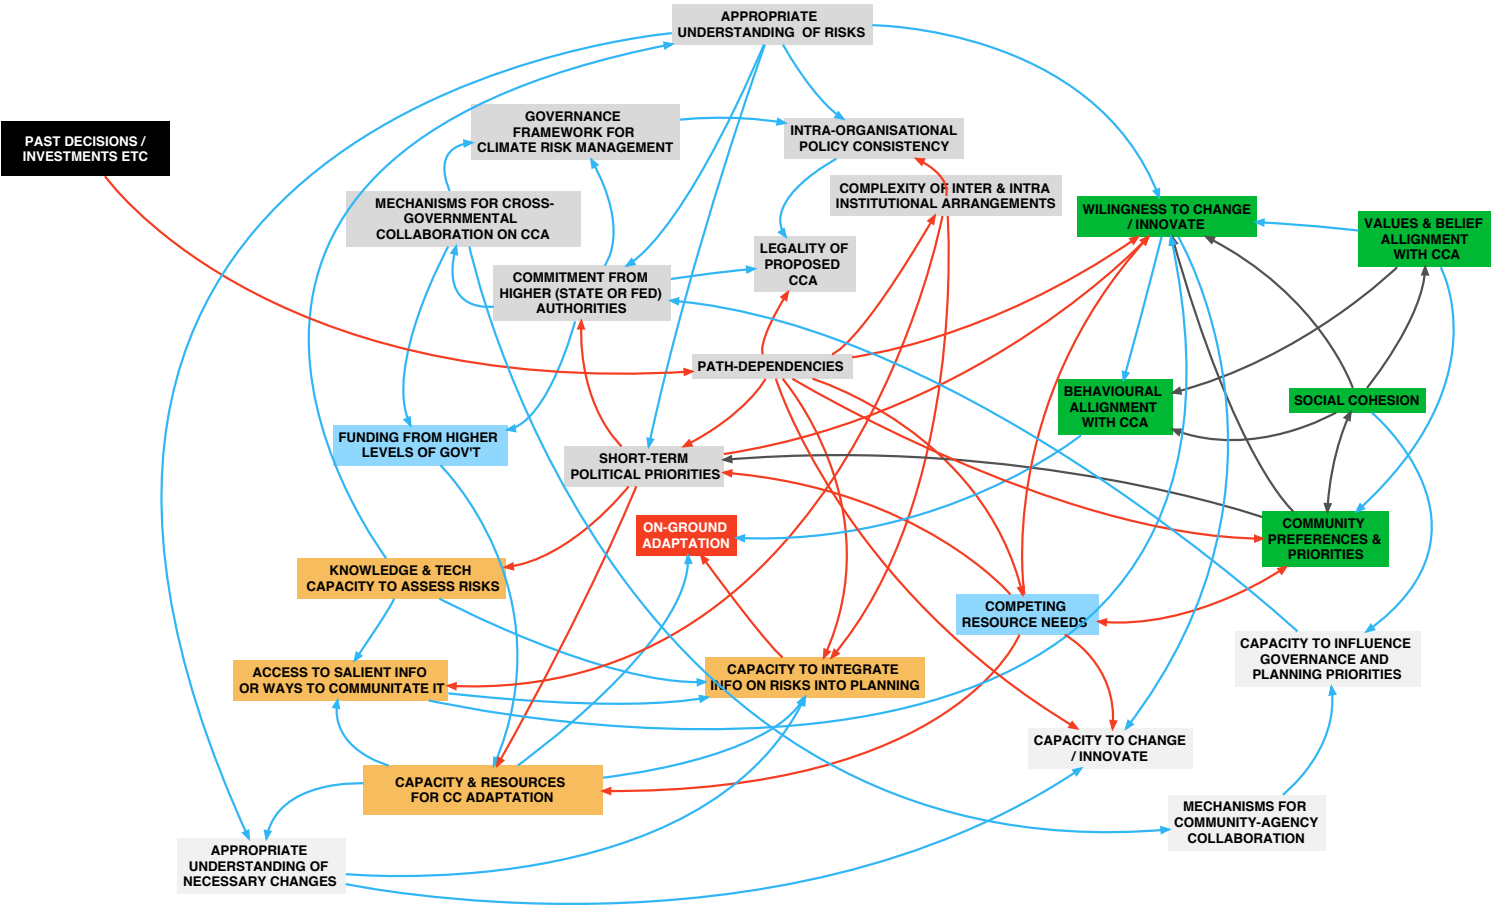 APPROPRIATE
UNDERSTANDING OF RISKS
GOVERNANCE
FRAMEWORK FOR
CLIMATE RISK MANAGEMENT
INTRA-ORGANISATIONAL
POLICY CONSISTENCY
PAST DECISIONS /
INVESTMENTS ETC
COMPLEXITY OF INTER & INTRA
INSTITUTIONAL ARRANGEMENTS
MECHANISMS FOR CROSS-
GOVERNMENTAL
COLLABORATION ON CCA
WILINGNESS TO CHANGE
/ INNOVATE
VALUES & BELIEF
ALLIGNMENT
WITH CCA
LEGALITY OF
PROPOSED
CCA
COMMITMENT FROM
HIGHER (STATE OR FED)
AUTHORITIES
PATH-DEPENDENCIES
BEHAVIOURAL
ALLIGNMENT
WITH CCA
SOCIAL COHESION
FUNDING FROM HIGHER
LEVELS OF GOV'T
SHORT-TERM
POLITICAL PRIORITIES
ON-GROUND
ADAPTATION
COMMUNITY
PREFERENCES &
PRIORITIES
KNOWLEDGE & TECH
CAPACITY TO ASSESS RISKS
COMPETING
RESOURCE NEEDS
CAPACITY TO INFLUENCE
GOVERNANCE AND
PLANNING PRIORITIES
ACCESS TO SALIENT INFO
OR WAYS TO COMMUNITATE IT
CAPACITY TO INTEGRATE
INFO ON RISKS INTO PLANNING
CAPACITY TO CHANGE
/ INNOVATE
CAPACITY & RESOURCES
FOR CC ADAPTATION
MECHANISMS FOR
COMMUNITY-AGENCY
COLLABORATION
APPROPRIATE
UNDERSTANDING OF
NECESSARY CHANGES